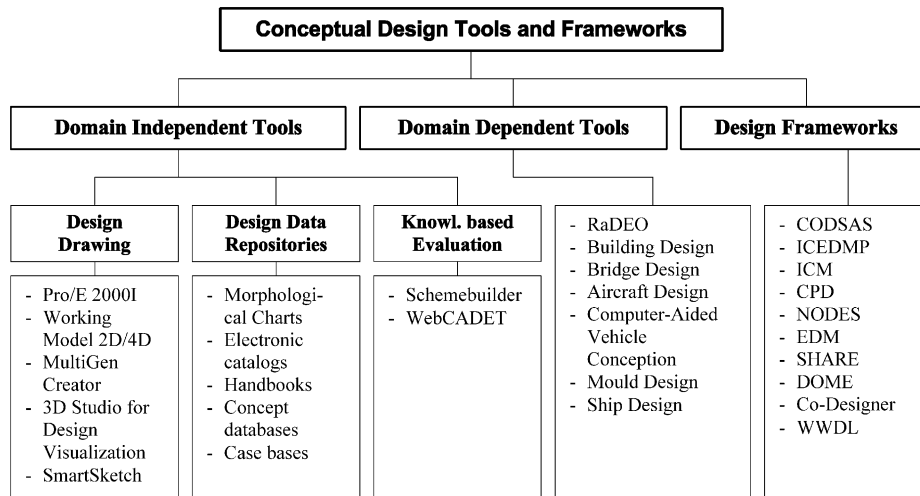 Conceptual Design Tools and Frameworks
Domain Independent Tools
Domain Dependent Tools
Design Frameworks
Design
Drawing
Design Data
Repositories
Knowl. based
Evaluation
- Pro/E 2000I
- Working
Model 2D/4D
- MultiGen
Creator
- 3D Studio for
Design
Visualization
- SmartSketch
- Morphologi-
cal Charts
- Electronic
catalogs
- Handbooks
- Concept
databases
- Case bases
- Schemebuilder
- WebCADET
- RaDEO
- Building Design
- Bridge Design
- Aircraft Design
- Computer-Aided
Vehicle
Conception
- Mould Design
- Ship Design
- CODSAS
- ICEDMP
- ICM
- CPD
- NODES
- EDM
- SHARE
- DOME
- Co-Designer
- WWDL